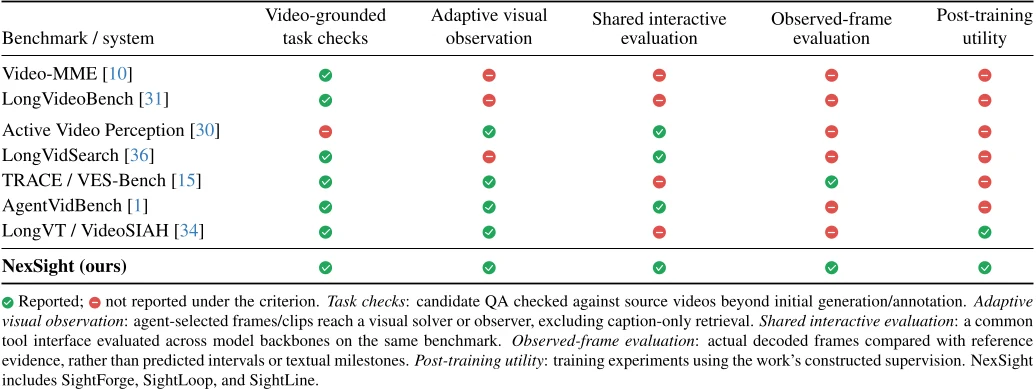 Benchmark / system Video-grounded task checks Adaptive visual observation Shared interactive evaluation Observed-frame evaluation Post-training utility
Video-MME [10]
LongVideoBench [31]
Active Video Perception [30]
LongVidSearch [36]
TRACE / VES-Bench [15]
AgentVidBench [1]
LongVT / VideoSIAH [34]
NexSight (ours)
Reported; not reported under the criterion. Task checks: candidate QA checked against source videos beyond initial generation/annotation. Adaptive
visual observation: agent-selected frames/clips reach a visual solver or observer, excluding caption-only retrieval. Shared interactive evaluation: a common
tool interface evaluated across model backbones on the same benchmark. Observed-frame evaluation: actual decoded frames compared with reference
evidence, rather than predicted intervals or textual milestones. Post-training utility: training experiments using the work's constructed supervision. NexSight
includes SightForge, SightLoop, and SightLine.